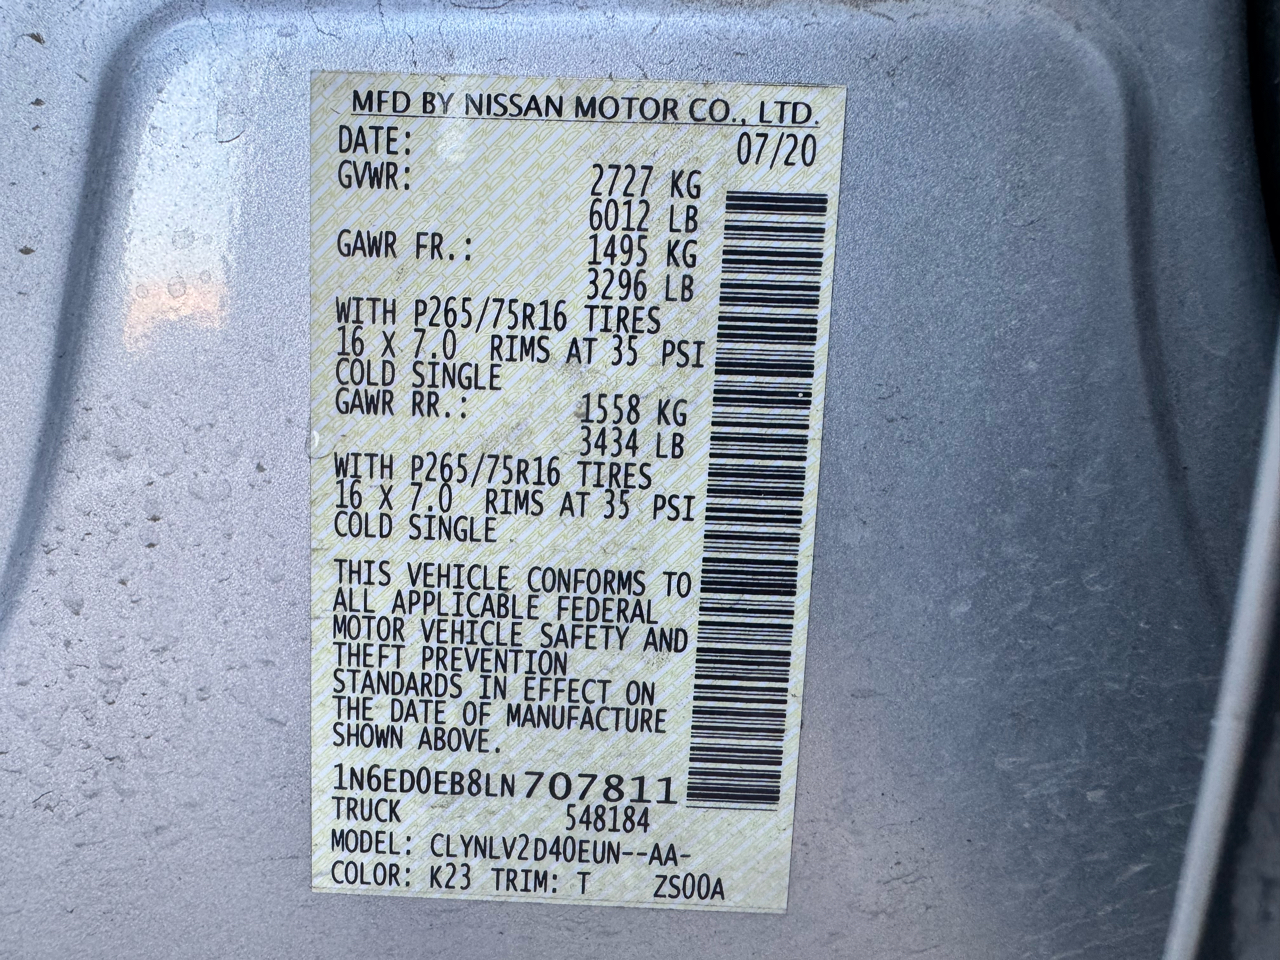 MFD BY NISSAN MOTOR CO., LTD.
DATE: 07/20
GVWR: 2727 KG
6012 LB
GAWR FR.: 1495 KG
3296 LB
WITH P265/75R16 TIRES
16 X 7.0 RIMS AT 35 PSI
COLD SINGLE
GAWR RR.: 1558 KG
3434 LB
WITH P265/75R16 TIRES
16 X 7.0 RIMS AT 35 PSI
COLD SINGLE
THIS VEHICLE CONFORMS TO
ALL APPLICABLE FEDERAL
MOTOR VEHICLE SAFETY AND
THEFT PREVENTION
STANDARDS IN EFFECT ON
THE DATE OF MANUFACTURE
SHOWN ABOVE.
1N6ED0EB8LN707811
TRUCK 548184
MODEL: CLYNLV2D40EUN--AA-
COLOR: K23 TRIM: T ZS00A